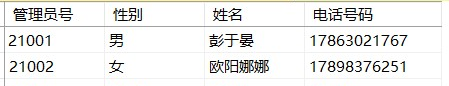 管理员号 性别 姓名 电话号码
21001 男 彭于晏 17863021767
21002 女 欧阳娜娜 17898376251